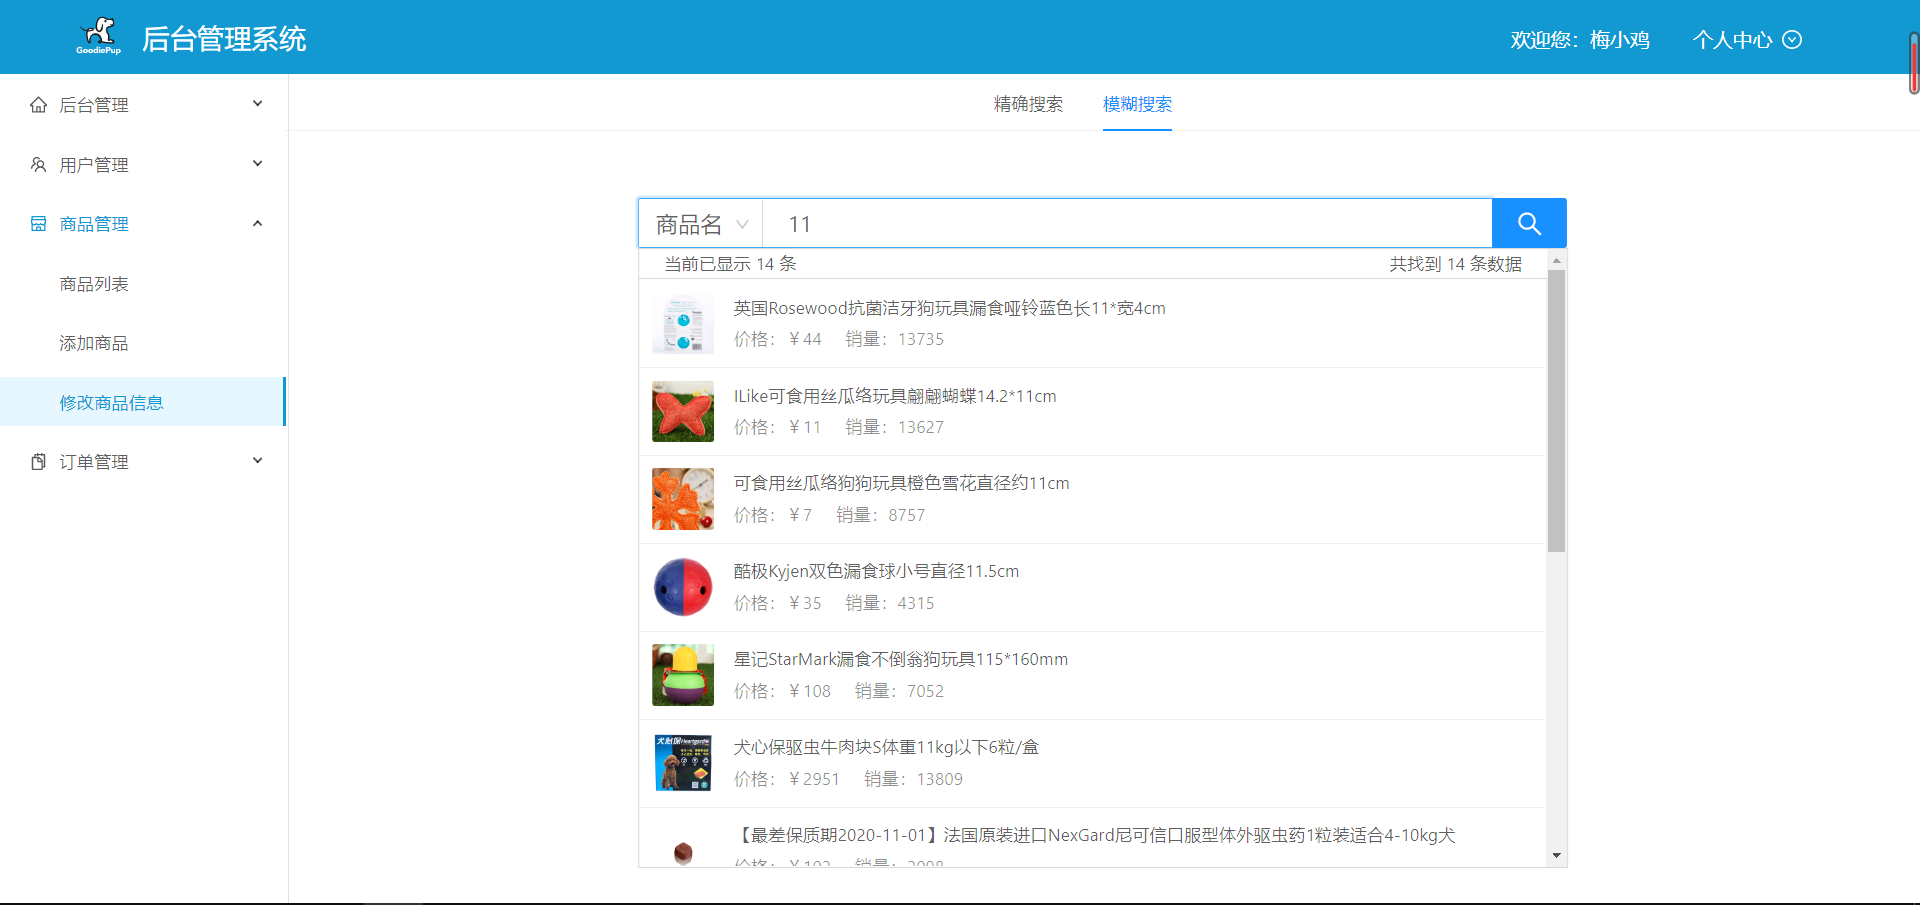 GoodiePup
后台管理系统
欢迎您：梅小鸡
个人中心
后台管理
用户管理
商品管理
商品列表
添加商品
修改商品信息
订单管理
精确搜索
模糊搜索
商品名
11
当前已显示 14 条
共找到 14 条数据
英国Rosewood抗菌洁牙狗玩具漏食哑铃蓝色长11*宽4cm
价格：￥44 销量：13735
ILike可食用丝瓜络玩具翩翩蝴蝶14.2*11cm
价格：￥11 销量：13627
可食用丝瓜络狗狗玩具橙色雪花直径约11cm
价格：￥7 销量：8757
酷极Kyjen双色漏食球小号直径11.5cm
价格：￥35 销量：4315
星记StarMark漏食不倒翁狗玩具115*160mm
价格：￥108 销量：7052
犬心保Heartgard
犬心保驱虫牛肉块S体重11kg以下6粒/盒
价格：￥2951 销量：13809
【最差保质期2020-11-01】法国原装进口NexGard尼可信口服型体外驱虫药1粒装适合4-10kg犬